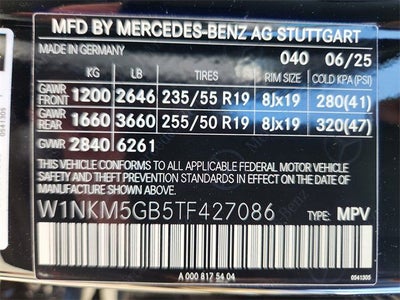 MFD BY MERCEDES-BENZ AG STUTTGART
MADE IN GERMANY 040 06/25
KG LB TIRES RIM SIZE COLD KPA (PSI)
GAWR FRONT 1200 2646 235/55 R19 8Jx19 280(41)
GAWR REAR 1660 3660 255/50 R19 8Jx19 320(47)
GVWR 2840 6261
THIS VEHICLE CONFORMS TO ALL APPLICABLE FEDERAL MOTOR VEHICLE
SAFETY AND THEFT PREVENTION STANDARDS IN EFFECT ON THE DATE OF
MANUFACTURE SHOWN ABOVE.
W1NKM5GB5TF427086 TYPE: MPV
A 000 817 54 04
0541305
0541305